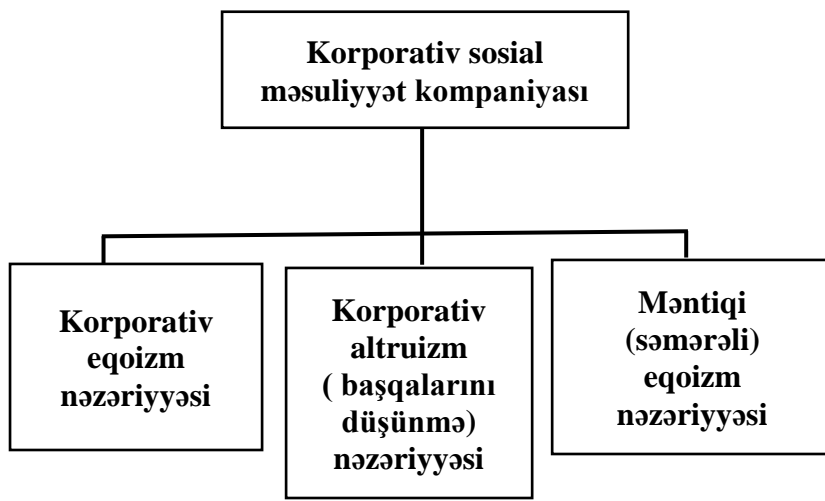 Korporativ sosial
məsuliyyət kompaniyası
Korporativ
eqoizm
nəzəriyyəsi
Korporativ
altruizm
( başqalarını
düşünmə)
nəzəriyyəsi
Məntiqi
(səmərəli)
eqoizm
nəzəriyyəsi